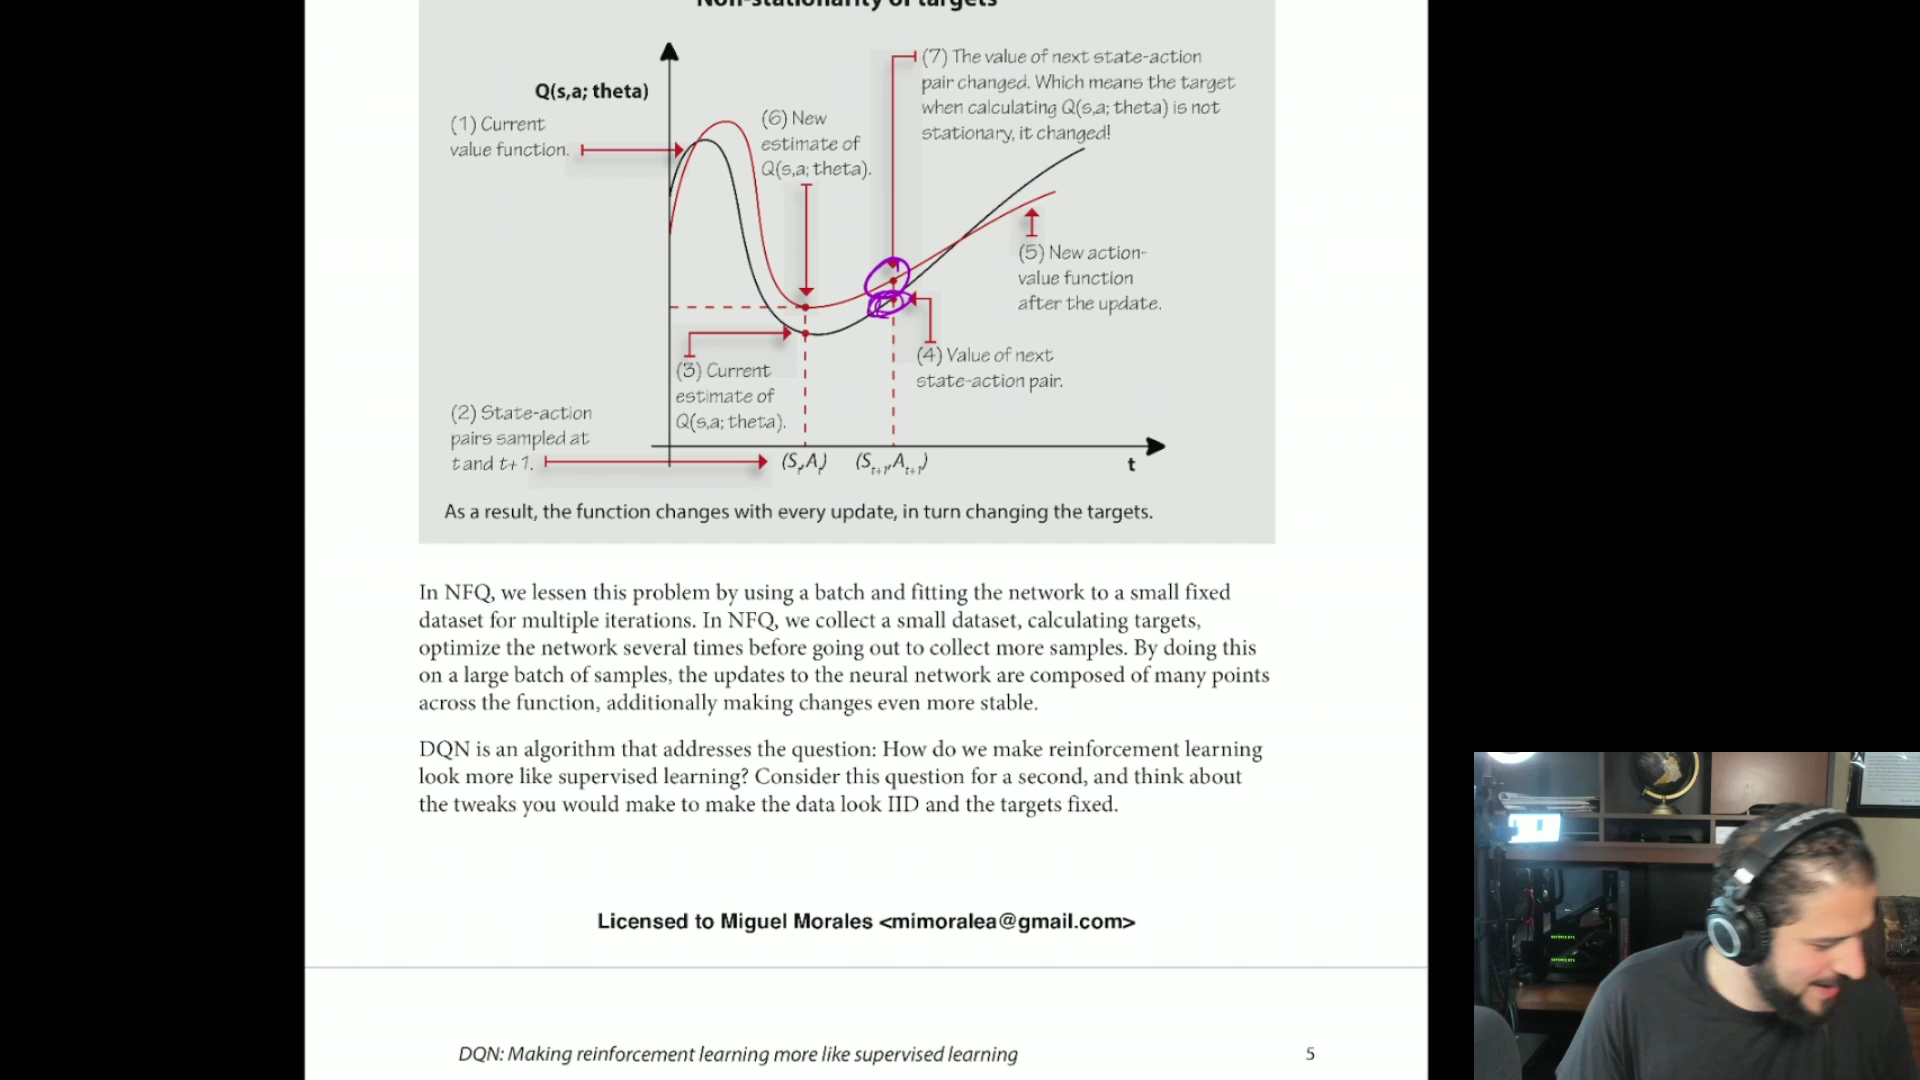 Non-stationarity of targets
Q(s,a; theta)
(1) Current
value function.
(6) New
estimate of
Q(s,a; theta).
(7) The value of next state-action
pair changed. Which means the target
when calculating Q(s,a; theta) is not
stationary, it changed!
(5) New action-
value function
after the update.
(4) Value of next
state-action pair.
(3) Current
estimate of
Q(s,a; theta).
(2) State-action
pairs sampled at
t and t+1.
(Sₜ,Aₜ) (Sₜ₊₁,Aₜ₊₁)
t
As a result, the function changes with every update, in turn changing the targets.
In NFQ, we lessen this problem by using a batch and fitting the network to a small fixed
dataset for multiple iterations. In NFQ, we collect a small dataset, calculating targets,
optimize the network several times before going out to collect more samples. By doing this
on a large batch of samples, the updates to the neural network are composed of many points
across the function, additionally making changes even more stable.
DQN is an algorithm that addresses the question: How do we make reinforcement learning
look more like supervised learning? Consider this question for a second, and think about
the tweaks you would make to make the data look IID and the targets fixed.
Licensed to Miguel Morales <mimoralea@gmail.com>
DQN: Making reinforcement learning more like supervised learning 5